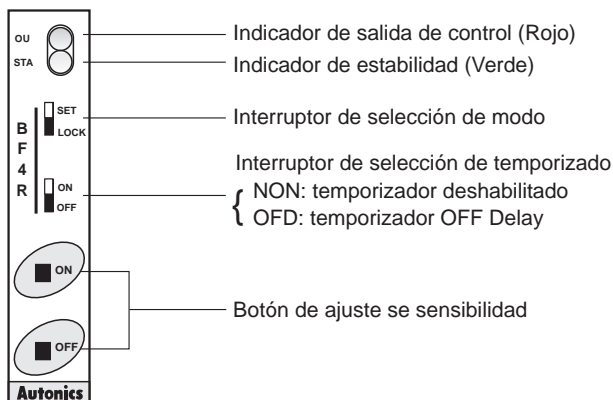 OU
STA
Indicador de salida de control (Rojo)
Indicador de estabilidad (Verde)
SET
LOCK
Interruptor de selección de modo
BF4R
Interruptor de selección de temporizado
ON
OFF
{ NON: temporizador deshabilitado
OFD: temporizador OFF Delay
ON
Botón de ajuste se sensibilidad
OFF
Autonics